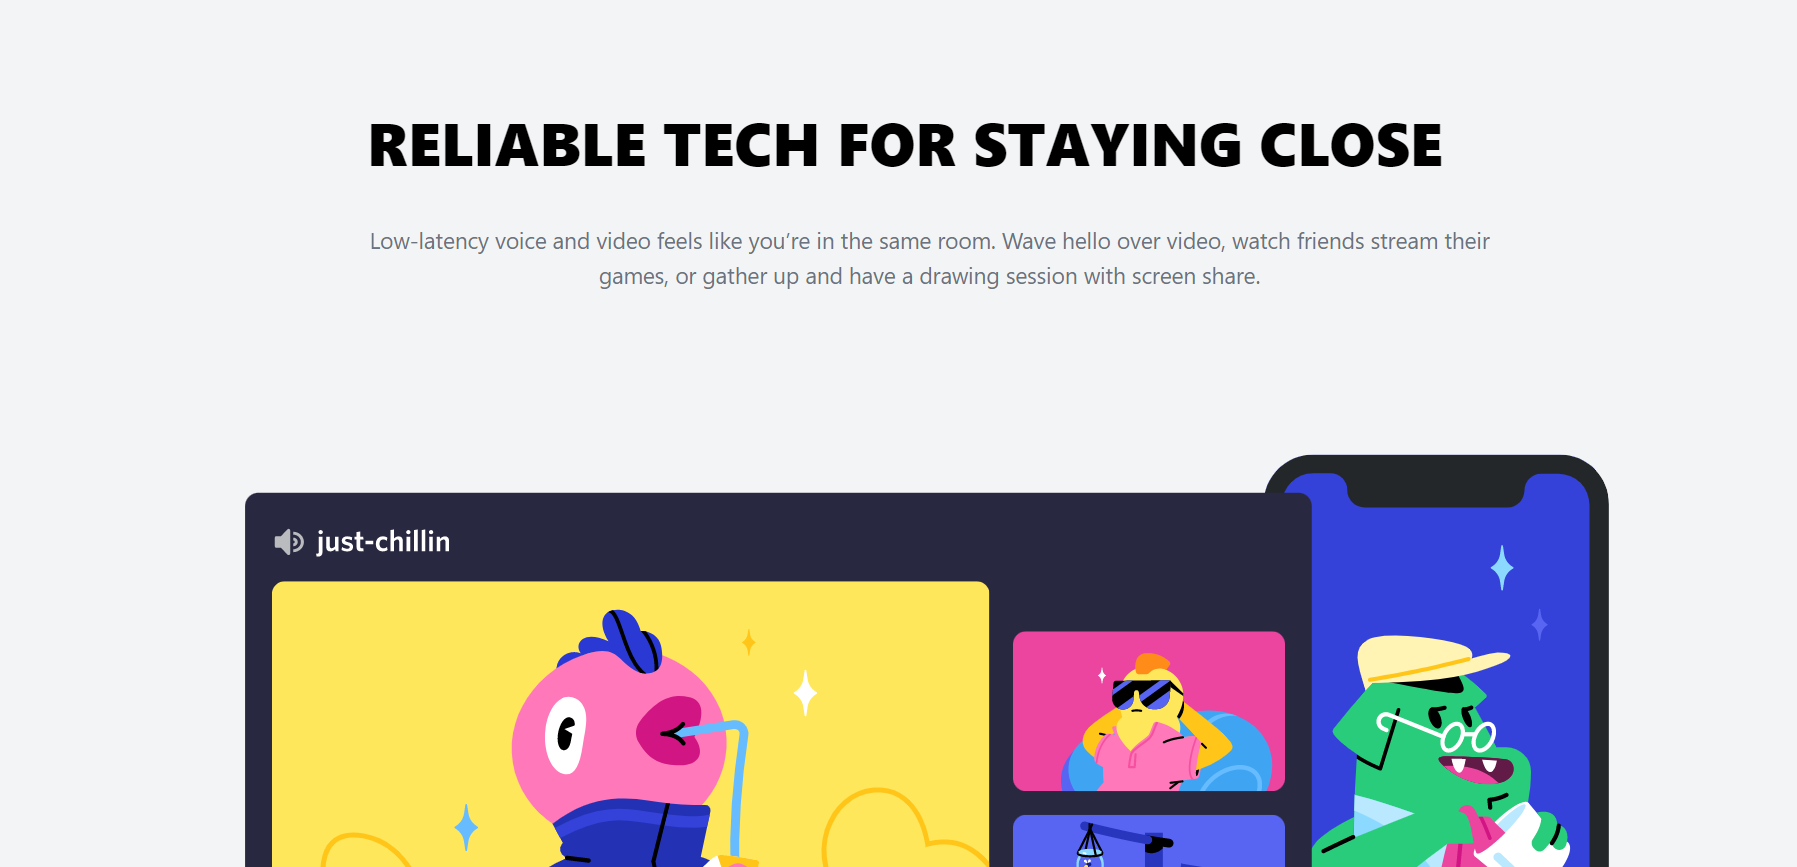 RELIABLE TECH FOR STAYING CLOSE
Low-latency voice and video feels like you’re in the same room. Wave hello over video, watch friends stream their
games, or gather up and have a drawing session with screen share.
just-chillin